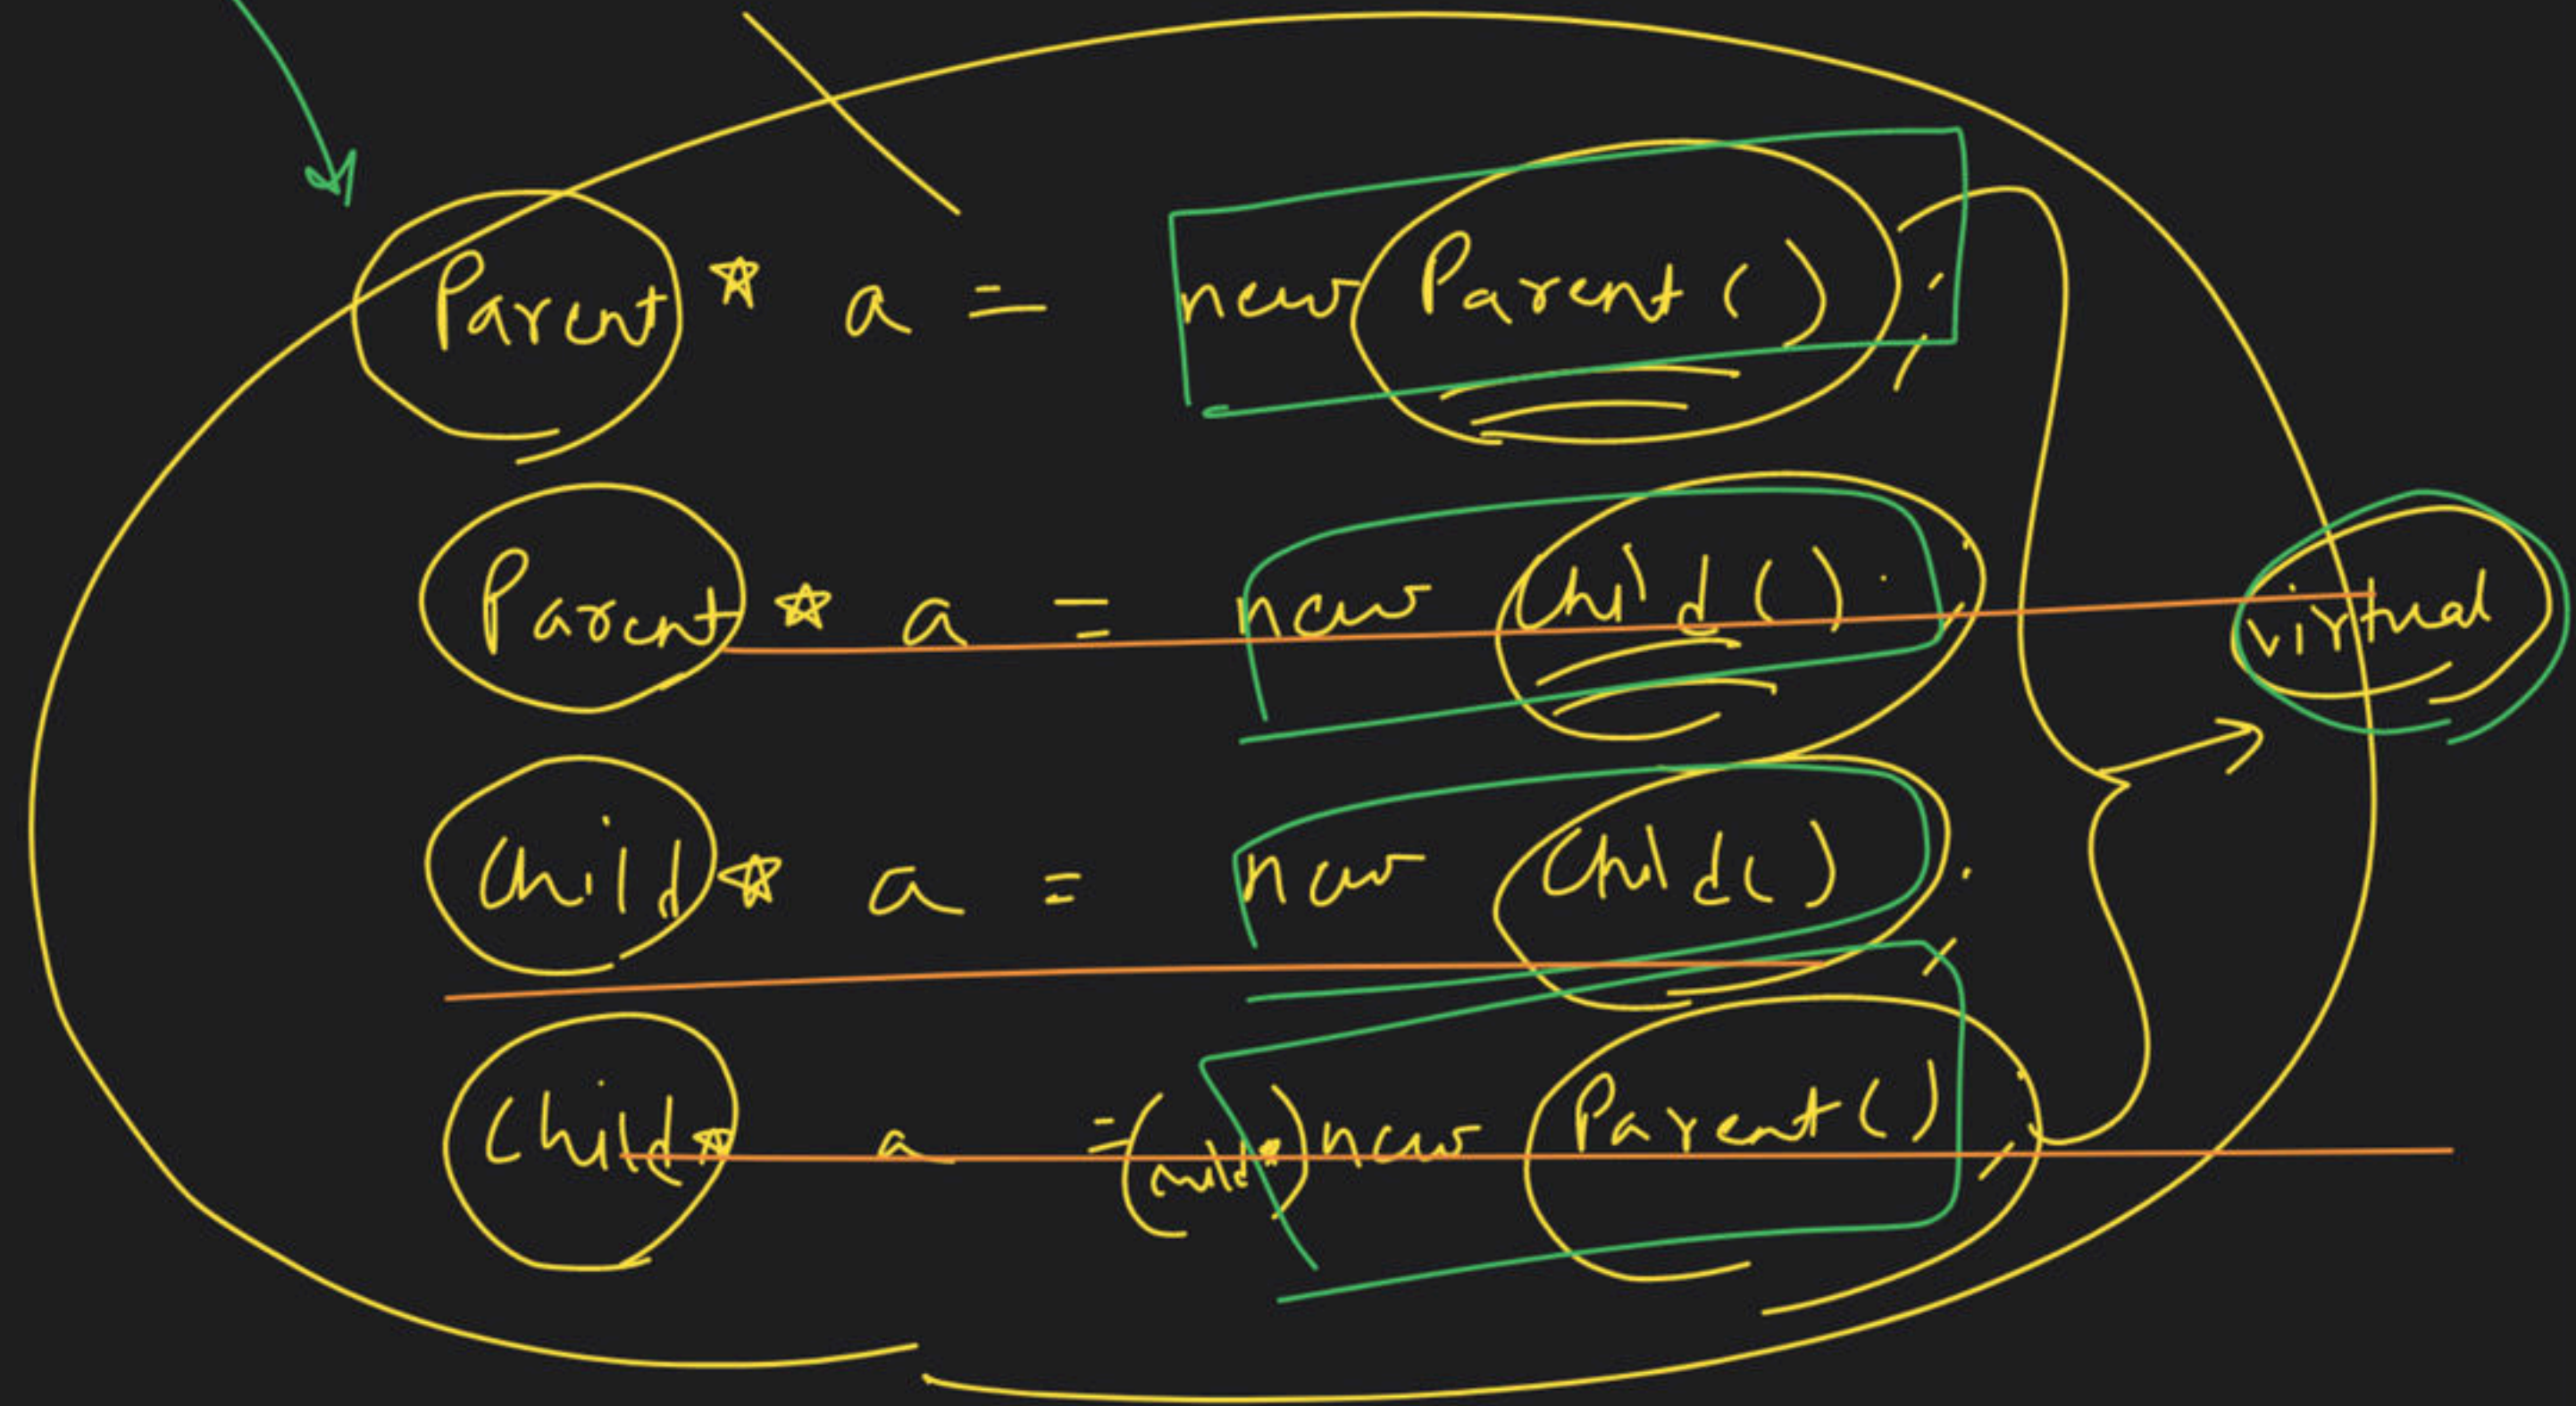 Parent * a = new Parent();
Parent * a = new Child();
virtual
Child * a = new Child();
Child* a = (child*) new Parent();